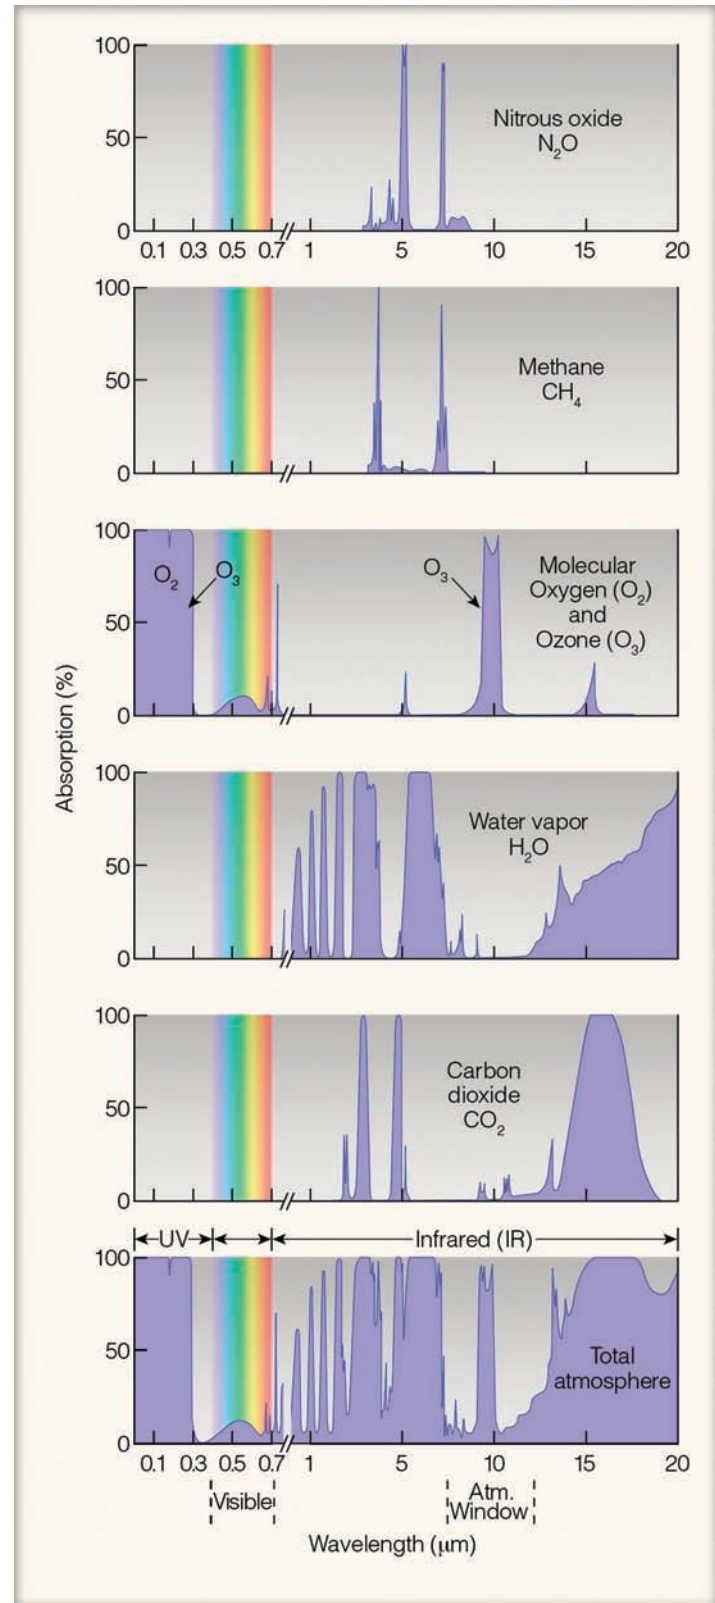 100
50
0
Nitrous oxide
N₂O
0.1 0.3 0.5 0.7 1 5 10 15 20
100
50
0
Methane
CH₄
100
50
0
O₂
O₃
O₃
Molecular
Oxygen (O₂)
and
Ozone (O₃)
Absorption (%)
100
50
0
Water vapor
H₂O
100
50
0
Carbon
dioxide
CO₂
UV
Infrared (IR)
100
50
0
Total
atmosphere
0.1 0.3 0.5 0.7 1 5 10 15 20
Visible
Atm.
Window
Wavelength (μm)